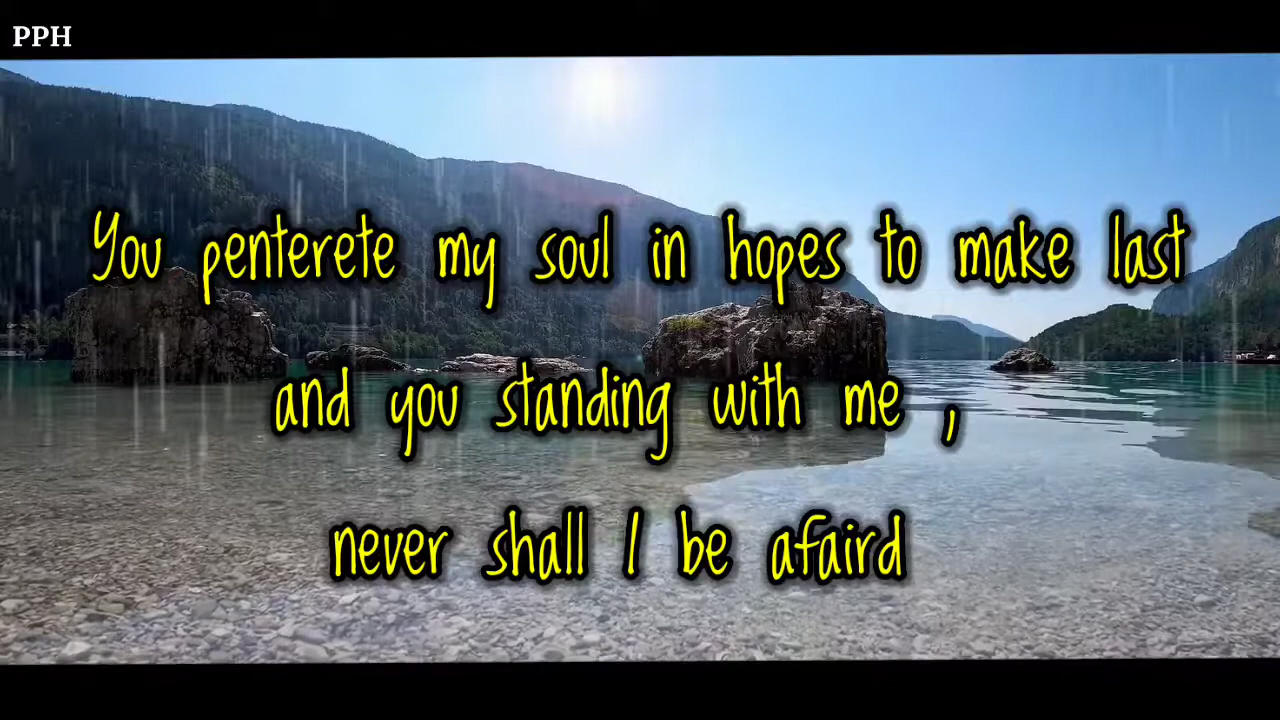 PPH
You penterete my soul in hopes to make last
and you standing with me ,
never shall I be afaird